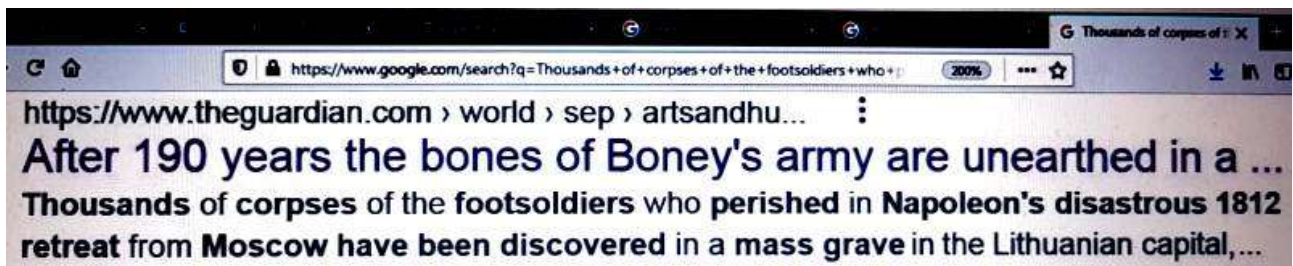 G Thousands of corpses of t
https://www.google.com/search?q=Thousands+of+corpses+of+the+footsoldiers+who+p 200%
https://www.theguardian.com › world › sep › artsandhu...
After 190 years the bones of Boney's army are unearthed in a ...
Thousands of corpses of the footsoldiers who perished in Napoleon's disastrous 1812
retreat from Moscow have been discovered in a mass grave in the Lithuanian capital,...